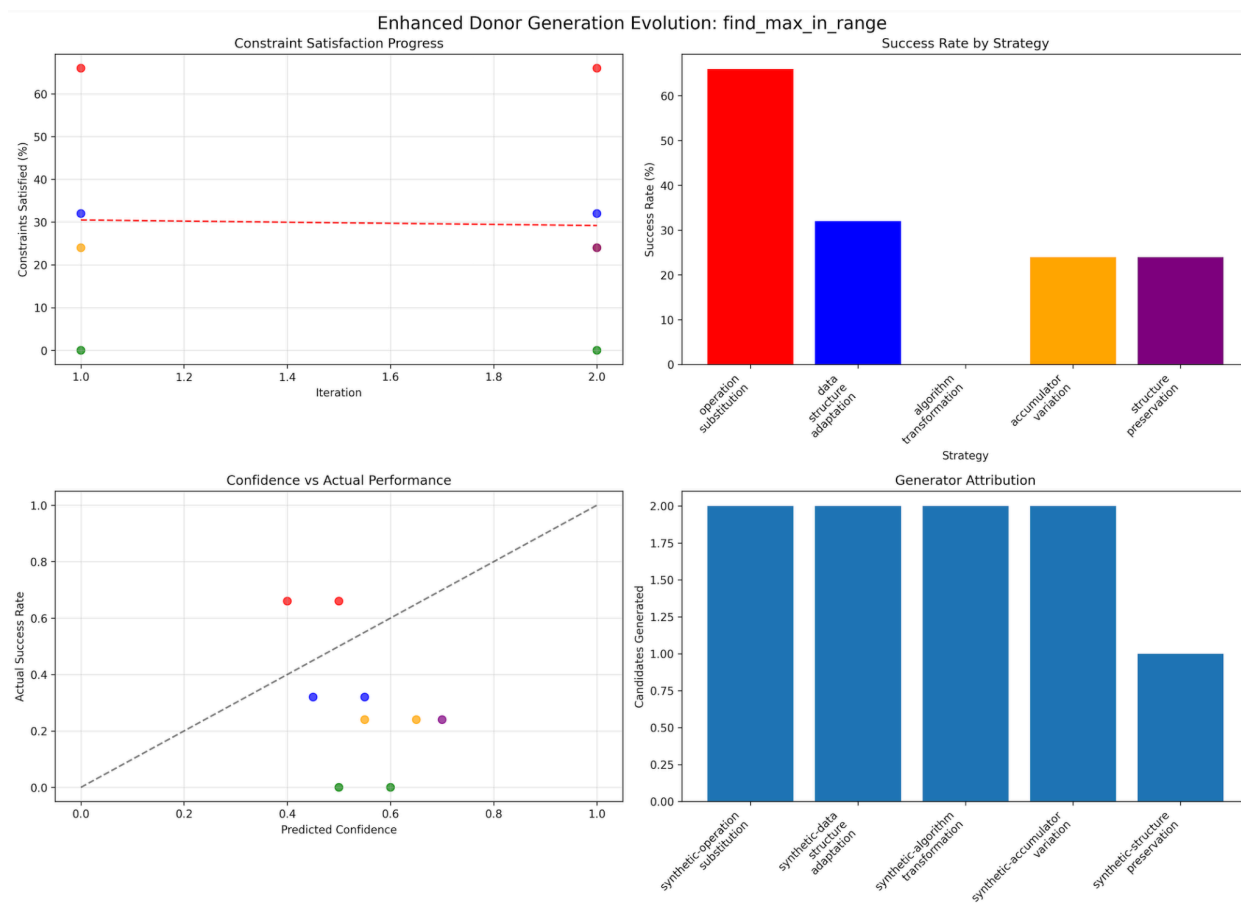 Enhanced Donor Generation Evolution: find_max_in_range
Constraint Satisfaction Progress
Constraints Satisfied (%)
60
50
40
30
20
10
0
1.0
1.2
1.4
1.6
1.8
2.0
Iteration
Success Rate by Strategy
Success Rate (%)
60
50
40
30
20
10
0
operation
substitution
data
structure
adaptation
algorithm
transformation
accumulator
variation
structure
preservation
Strategy
Confidence vs Actual Performance
Actual Success Rate
1.0
0.8
0.6
0.4
0.2
0.0
0.0
0.2
0.4
0.6
0.8
1.0
Predicted Confidence
Generator Attribution
Candidates Generated
2.00
1.75
1.50
1.25
1.00
0.75
0.50
0.25
0.00
synthetic-operation
substitution
synthetic-data
structure
adaptation
synthetic-algorithm
transformation
synthetic-accumulator
variation
synthetic-structure
preservation